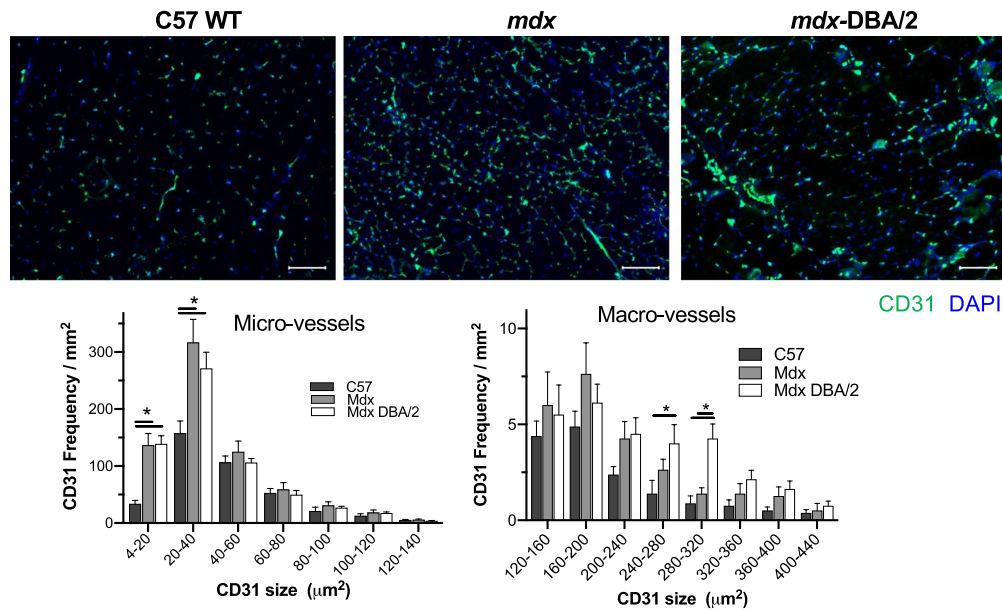 C57 WT
mdx
mdx-DBA/2
CD31 DAPI
Micro-vessels
*
*
C57
Mdx
Mdx DBA/2
CD31 Frequency / mm²
300
200
100
0
4-20
20-40
40-60
60-80
80-100
100-120
120-140
CD31 size (μm²)
Macro-vessels
C57
Mdx
Mdx DBA/2
*
*
CD31 Frequency / mm²
10
5
0
120-160
160-200
200-240
240-280
280-320
320-360
360-400
400-440
CD31 size (μm²)